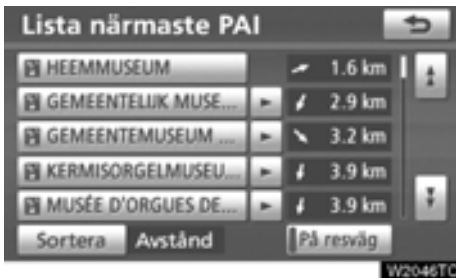 Lista närmaste PAI
HEEMMUSEUM 1.6 km
GEMEENTELIJK MUSE... 2.9 km
GEMEENTEMUSEUM ... 3.2 km
KERMISORGELMUSEU... 3.9 km
MUSÉE D'ORGUES DE... 3.9 km
Sortera Avstånd På resväg
W2046TC